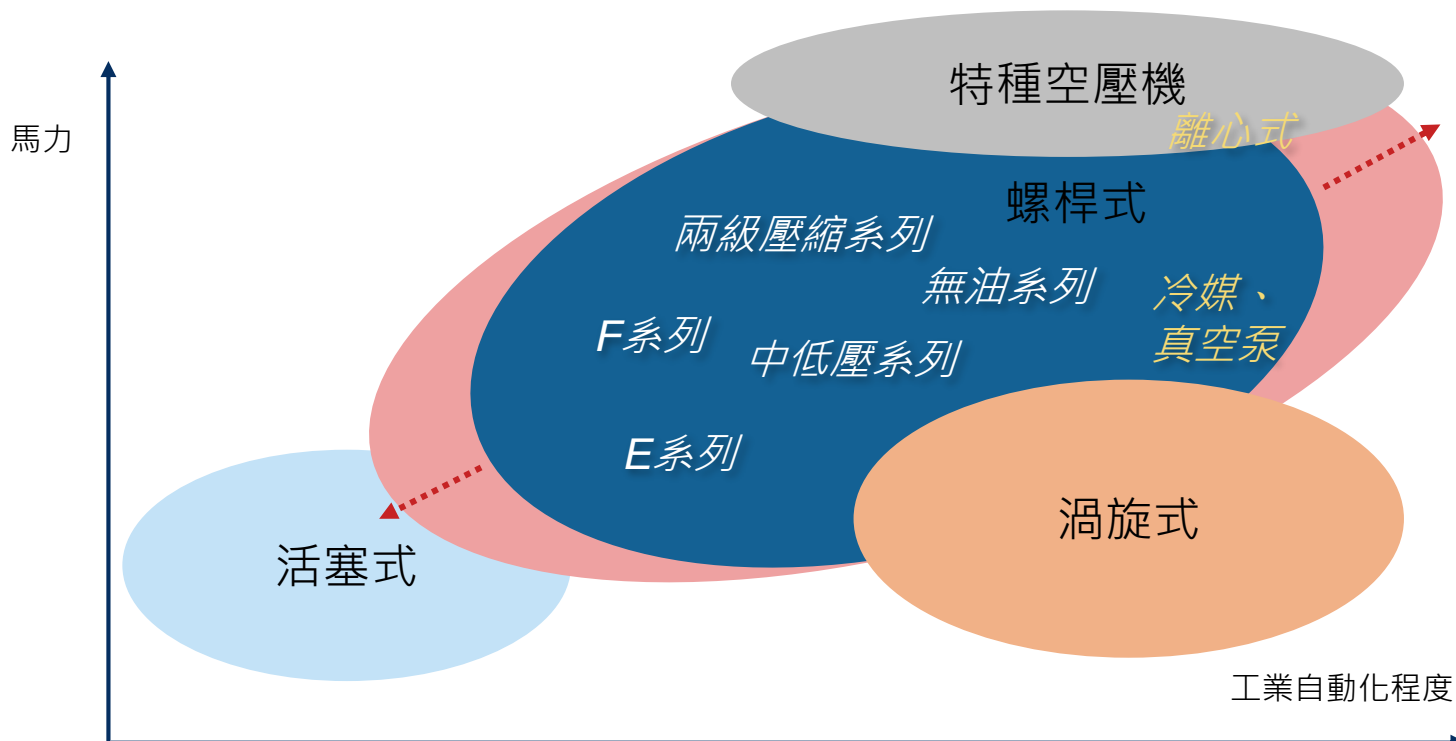 特種空壓機
離心式
馬力
螺桿式
兩級壓縮系列
無油系列
冷媒、
真空泵
F系列
中低壓系列
E系列
渦旋式
活塞式
工業自動化程度